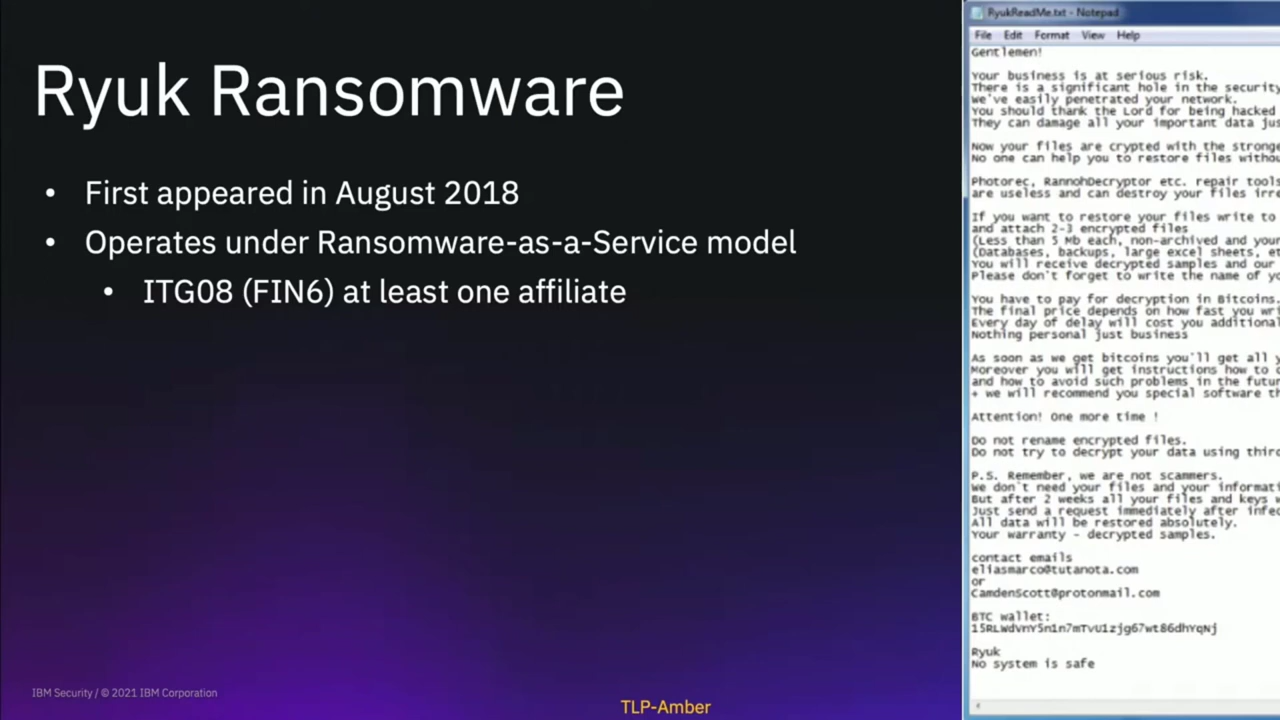 Ryuk Ransomware
• First appeared in August 2018
• Operates under Ransomware-as-a-Service model
• ITG08 (FIN6) at least one affiliate
IBM Security / © 2021 IBM Corporation
TLP-Amber
RyukReadMe.txt - Notepad
File Edit Format View Help
Gentlemen!
Your business is at serious risk.
There is a significant hole in the security
We've easily penetrated your network.
You should thank the Lord for being hacked
They can damage all your important data jus
Now your files are crypted with the stronge
No one can help you to restore files withou
Photorec, RannohDecryptor etc. repair tools
are useless and can destroy your files irre
If you want to restore your files write to
and attach 2-3 encrypted files
(Less than 5 Mb each, non-archived and your
(Databases, backups, large excel sheets, et
You will receive decrypted samples and our
Please don't forget to write the name of yo
You have to pay for decryption in Bitcoins.
The final price depends on how fast you wri
Every day of delay will cost you additional
Nothing personal just business
As soon as we get bitcoins you'll get all y
Moreover you will get instructions how to c
and how to avoid such problems in the futur
+ we will recommend you special software th
Attention! One more time !
Do not rename encrypted files.
Do not try to decrypt your data using third
P.S. Remember, we are not scammers.
We don`t need your files and your informati
But after 2 weeks all your files and keys w
Just send a request immediately after infec
All data will be restored absolutely.
Your warranty - decrypted samples.
contact emails
eliasmarco@tutanota.com
or
CamdenScott@protonmail.com
BTC wallet:
15RLWdVnY5n1n7mTvU1zjg67wt86dhYqNj
Ryuk
No system is safe